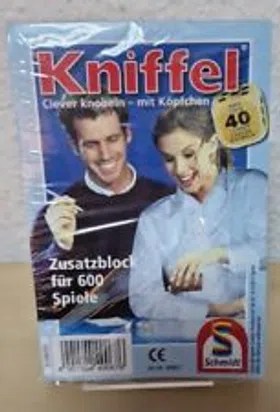 Kniffel
Clever knobeln – mit Köpfchen
40
Zusatzblock
für 600
Spiele
CE
Schmidt